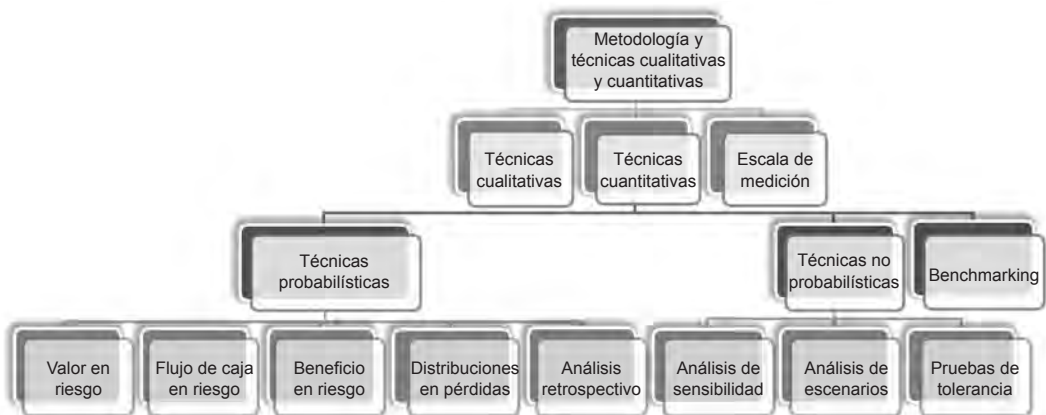 Metodología y
técnicas cualitativas
y cuantitativas
Técnicas
cualitativas
Técnicas
cuantitativas
Escala de
medición
Técnicas
probabilísticas
Técnicas no
probabilísticas
Benchmarking
Valor en
riesgo
Flujo de caja
en riesgo
Beneficio
en riesgo
Distribuciones
en pérdidas
Análisis
retrospectivo
Análisis de
sensibilidad
Análisis de
escenarios
Pruebas de
tolerancia